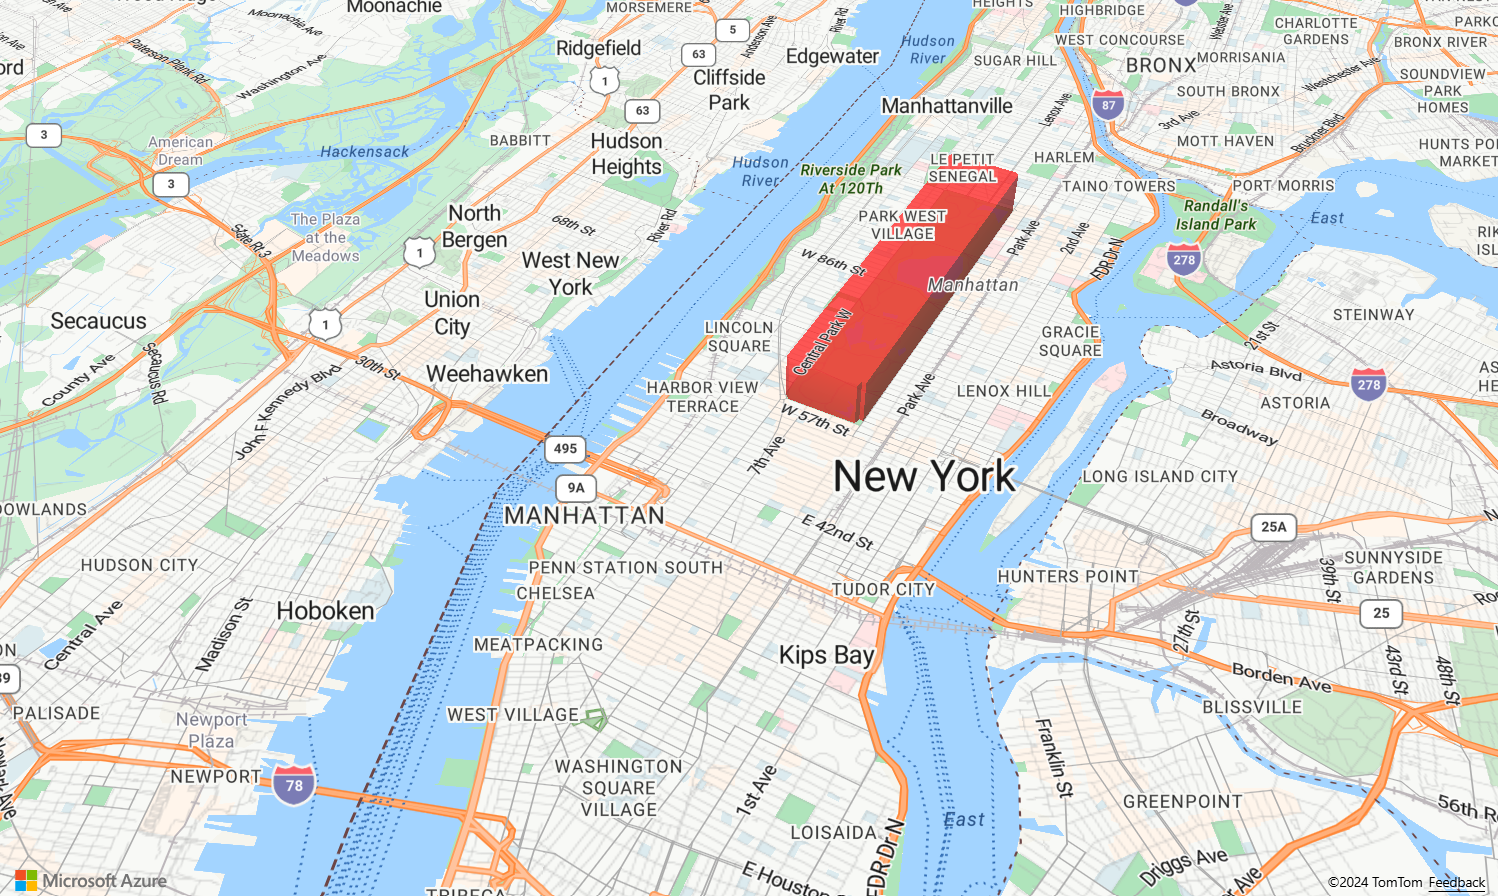 Moonachie
MORSEMERE
5
HEIGHTS
HIGHBRIDGE
CHARLOTTE
GARDENS
PARKC
Moonachie Ave
Paterson Park Rd
Washington Ave
Ridgefield
63
Anderson Ave
River Rd
Edgewater
Hudson
River
WEST CONCOURSE
Webster Ave
BRONX RIVER
ord
1
Cliffside
Park
SUGAR HILL
BRONX
MORRISANIA
Westchester Ave
SOUNDVIEW
PARK
HOMES
SOUTH BRONX
63
Manhattanville
Lenox Ave
87
3rd Ave
Bruckner Blvd
3
American
Dream
Hackensack
BABBITT
Hudson
Heights
MOTT HAVEN
HUNTS PO
MARKET
Hudson
River
Riverside Park
At 120Th
LE PETIT
SENEGAL
HARLEM
TAINO TOWERS
PORT MORRIS
3
Randall's
Island Park
East
The Plaza
at the
Meadows
State Rt 3
North
Bergen
68th St
River Rd
PARK WEST
VILLAGE
Park Ave
2nd Ave
FDR Dr N
RIK
ISL
1
West New
York
W 86th St
278
Manhattan
Union
City
Secaucus
1
LINCOLN
SQUARE
Central Park W
GRACIE
SQUARE
21st St
STEINWAY
County Ave
Secaucus Rd
John F Kennedy Blvd
30th St
Weehawken
HARBOR VIEW
TERRACE
LENOX HILL
Astoria Blvd
278
AS
HE
ASTORIA
W 57th St
Park Ave
Broadway
7th Ave
495
9A
New York
LONG ISLAND CITY
MANHATTAN
DOWLANDS
E 42nd St
25A
HUDSON CITY
PENN STATION SOUTH
CHELSEA
TUDOR CITY
HUNTERS POINT
SUNNYSIDE
GARDENS
39th St
Hoboken
25
Central Ave
Madison St
MEATPACKING
Kips Bay
27th St
43rd St
48th St
Borden Ave
BLISSVILLE
PALISADE
Newport
Plaza
WEST VILLAGE
Franklin St
NEWPORT
78
WASHINGTON
SQUARE
VILLAGE
1st Ave
GREENPOINT
56th R
LOISAIDA
East
FDR Dr N
E Houston
Driggs Ave
TRIBECA
Microsoft Azure
©2024 TomTom Feedback